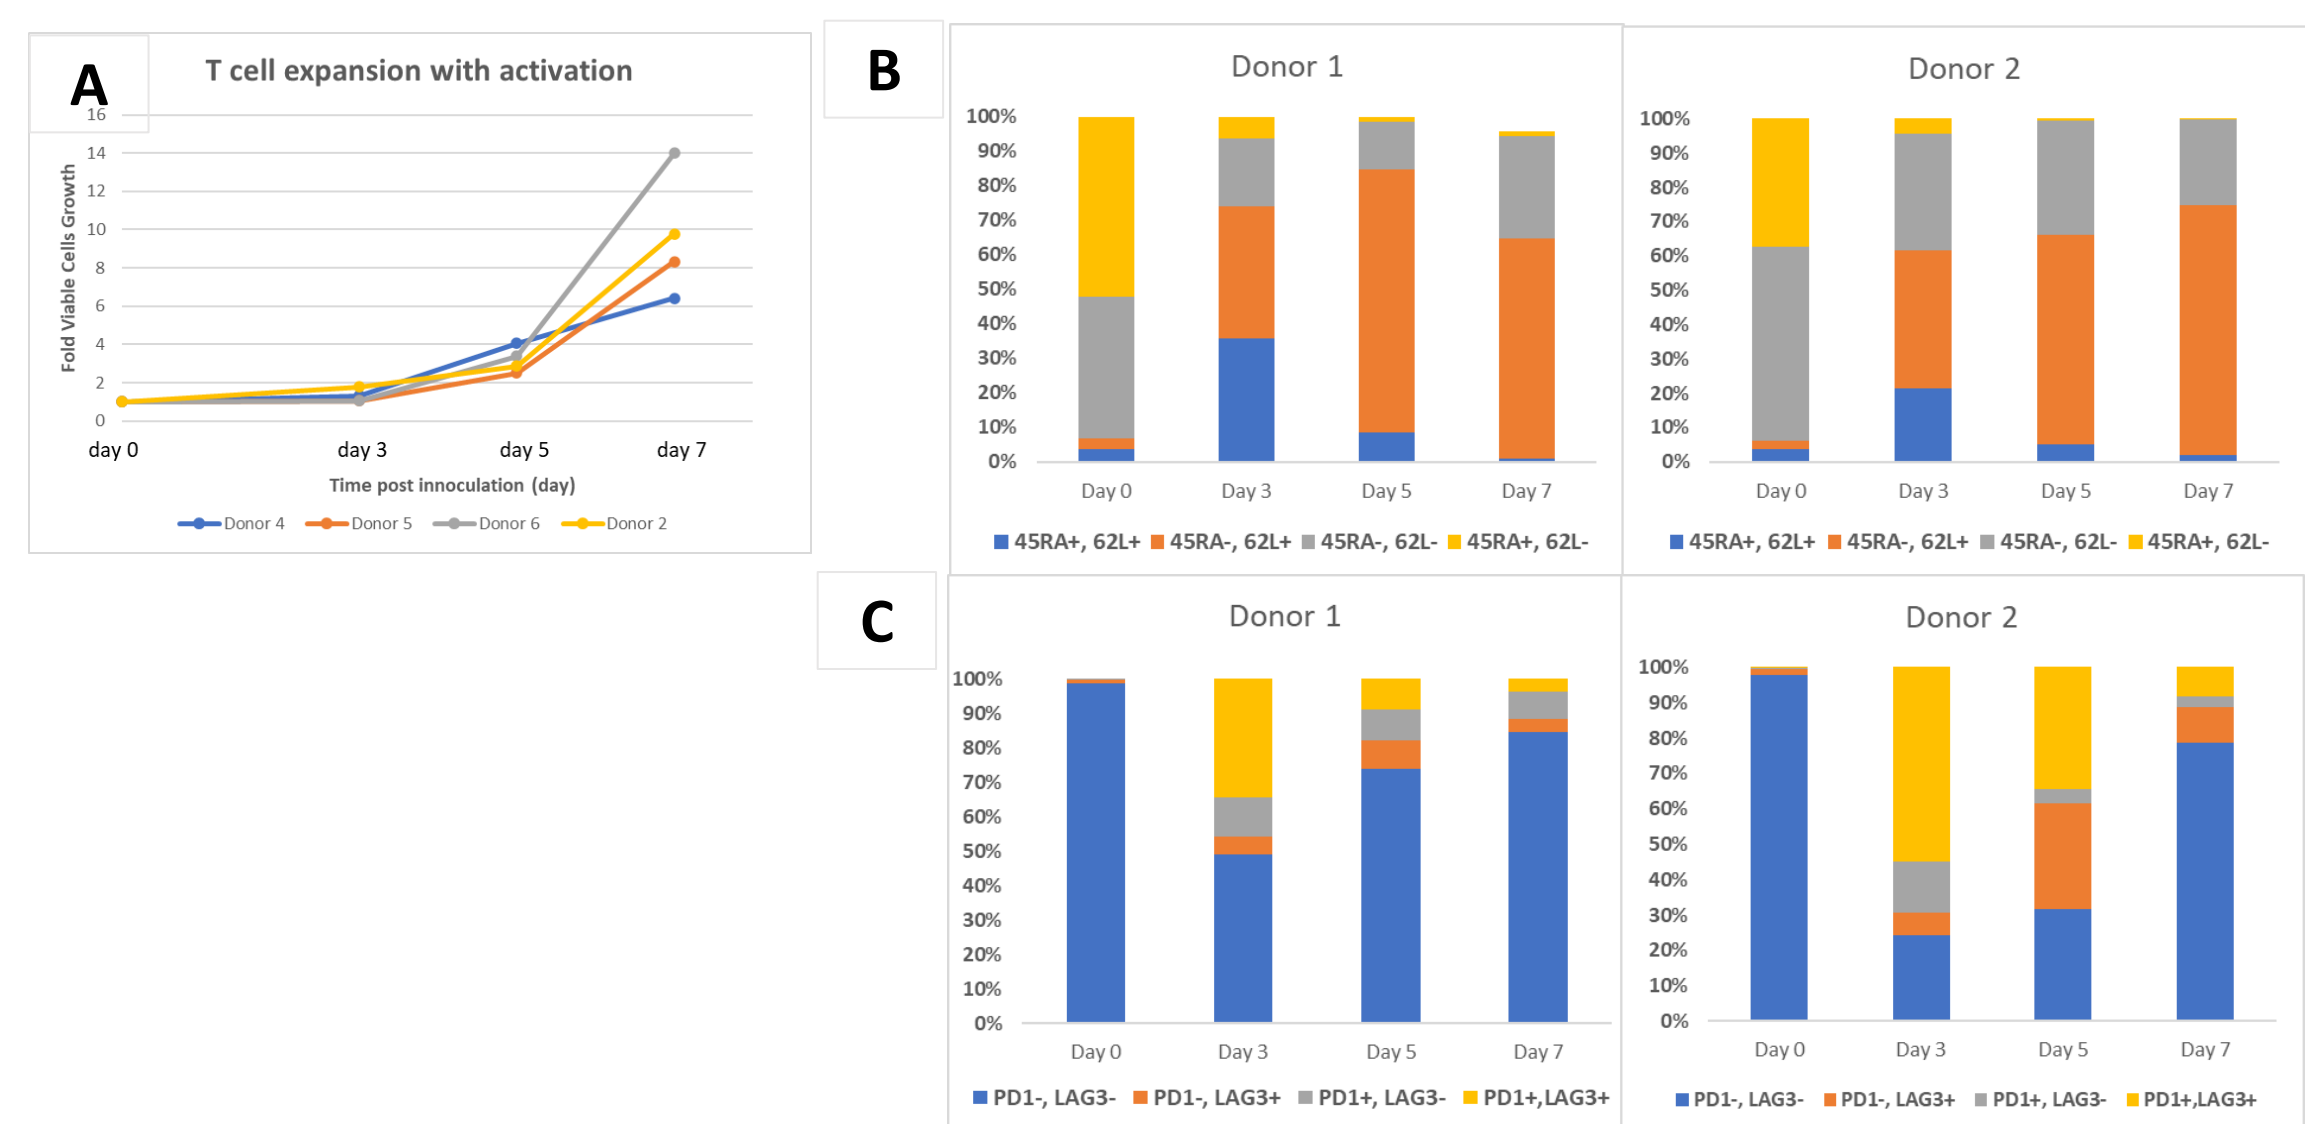 A
T cell expansion with activation
16
14
12
10
8
6
4
2
0
Fold Viable Cells Growth
day 0 day 3 day 5 day 7
Time post innoculation (day)
Donor 4 Donor 5 Donor 6 Donor 2
B
Donor 1
100%
90%
80%
70%
60%
50%
40%
30%
20%
10%
0%
Day 0 Day 3 Day 5 Day 7
45RA+, 62L+ 45RA-, 62L+ 45RA-, 62L- 45RA+, 62L-
Donor 2
100%
90%
80%
70%
60%
50%
40%
30%
20%
10%
0%
Day 0 Day 3 Day 5 Day 7
45RA+, 62L+ 45RA-, 62L+ 45RA-, 62L- 45RA+, 62L-
C
Donor 1
100%
90%
80%
70%
60%
50%
40%
30%
20%
10%
0%
Day 0 Day 3 Day 5 Day 7
PD1-, LAG3- PD1-, LAG3+ PD1+, LAG3- PD1+,LAG3+
Donor 2
100%
90%
80%
70%
60%
50%
40%
30%
20%
10%
0%
Day 0 Day 3 Day 5 Day 7
PD1-, LAG3- PD1-, LAG3+ PD1+, LAG3- PD1+,LAG3+